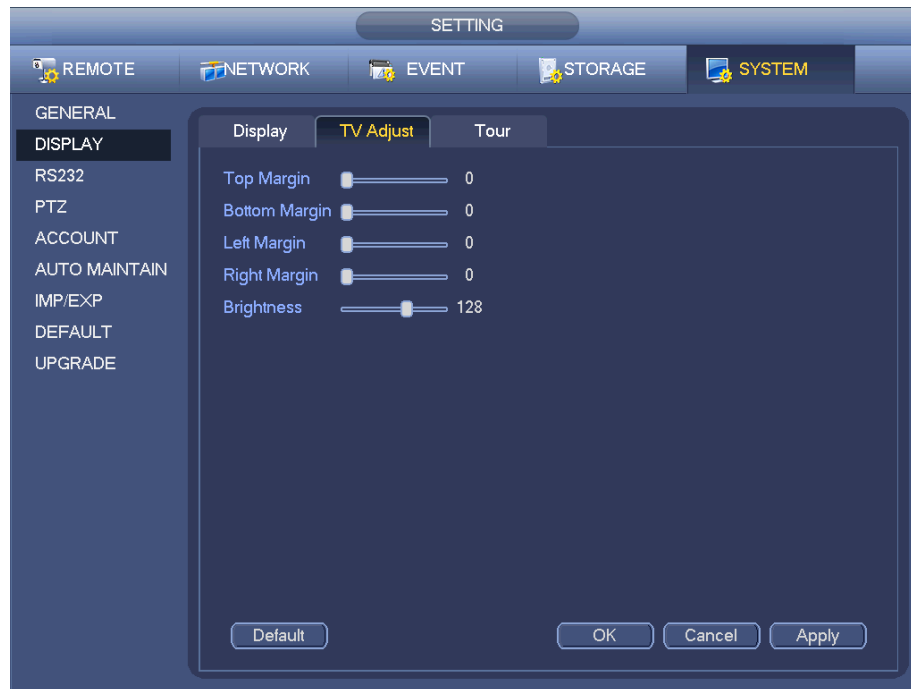 SETTING
REMOTE NETWORK EVENT STORAGE SYSTEM
GENERAL
DISPLAY
RS232
PTZ
ACCOUNT
AUTO MAINTAIN
IMP/EXP
DEFAULT
UPGRADE
Display TV Adjust Tour
Top Margin 0
Bottom Margin 0
Left Margin 0
Right Margin 0
Brightness 128
Default OK Cancel Apply